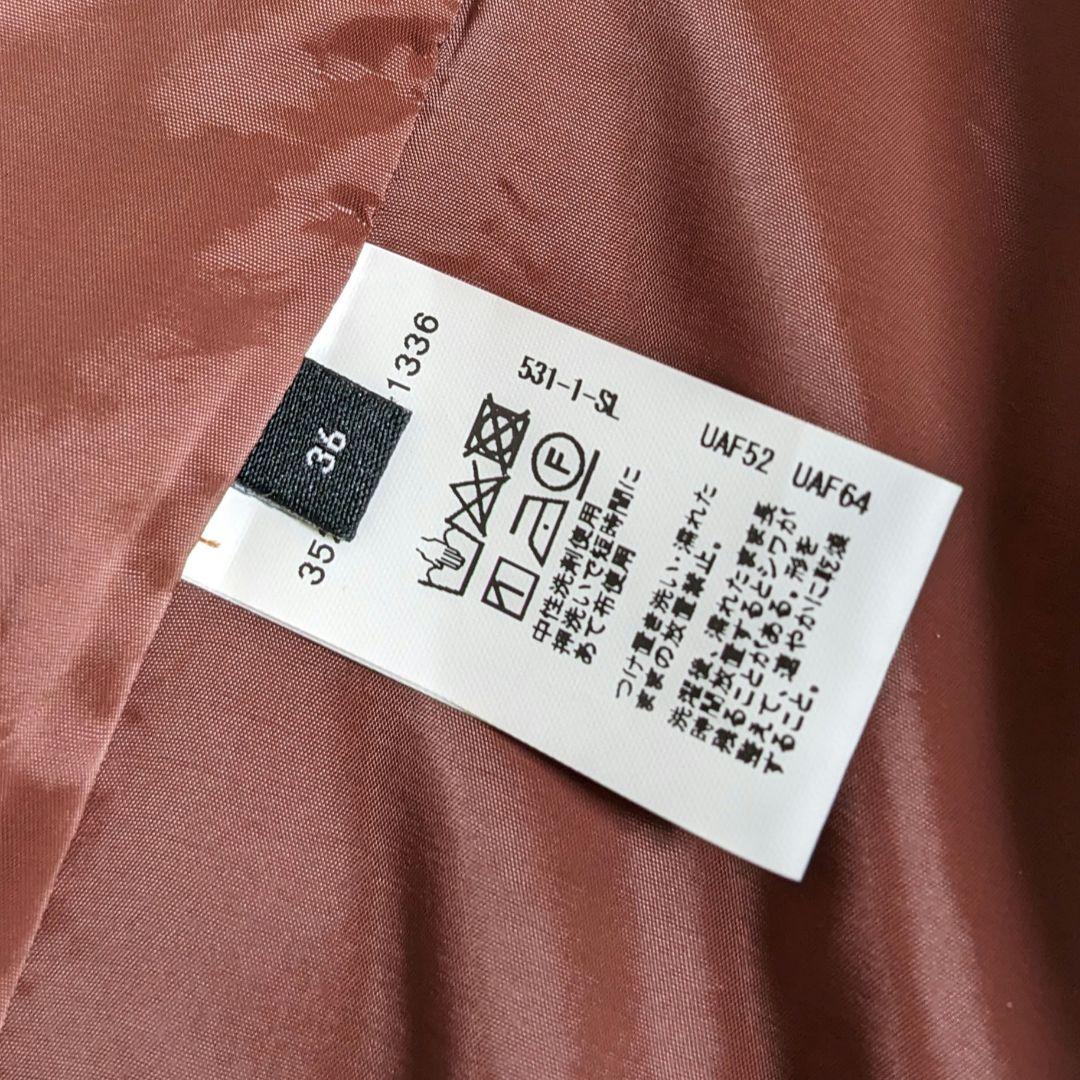 36
1336
531-1-SL
F
中性洗剤使用
押洗いで短時間に
あて布使用
UAF52 UAF64
つけ置き洗い・濡れた
ままの放置禁止。
洗濯後、濡れたまま長
時間放置するとシワが
残ることがある。形を
整えて、速やかに乾燥
すること。